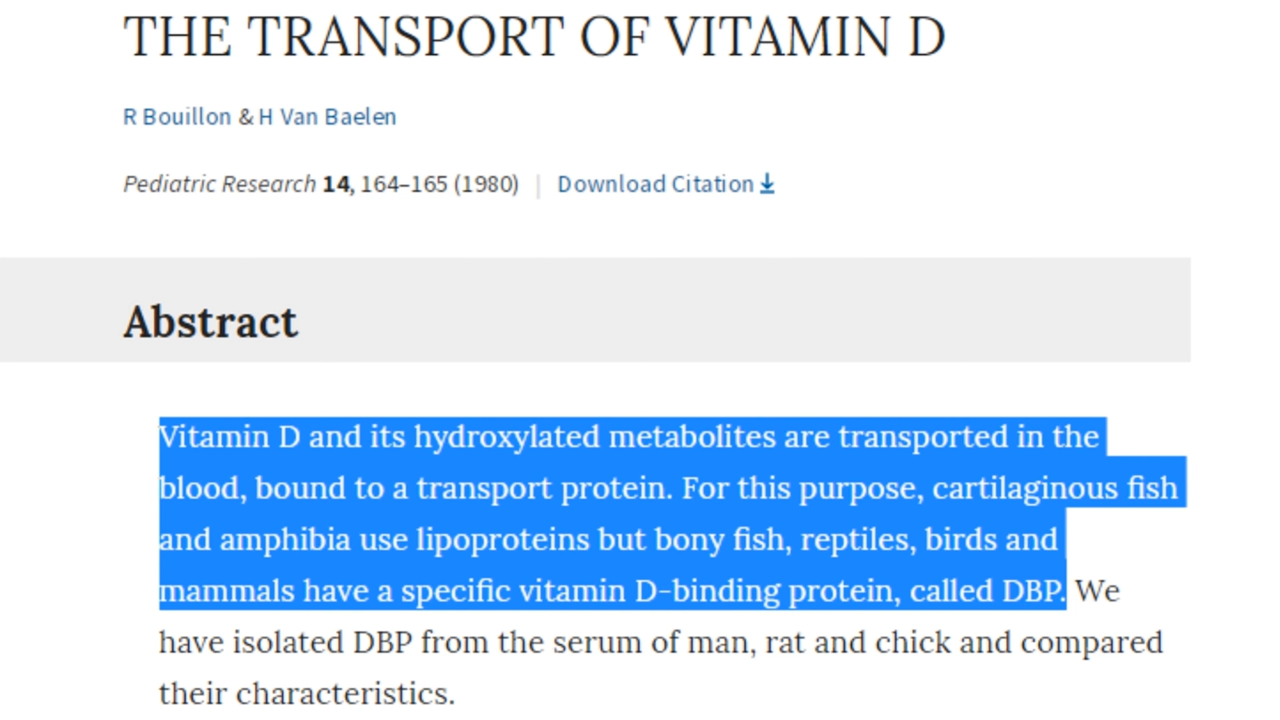 THE TRANSPORT OF VITAMIN D
R Bouillon & H Van Baelen
Pediatric Research 14, 164–165 (1980) | Download Citation
Abstract
Vitamin D and its hydroxylated metabolites are transported in the
blood, bound to a transport protein. For this purpose, cartilaginous fish
and amphibia use lipoproteins but bony fish, reptiles, birds and
mammals have a specific vitamin D-binding protein, called DBP. We
have isolated DBP from the serum of man, rat and chick and compared
their characteristics.